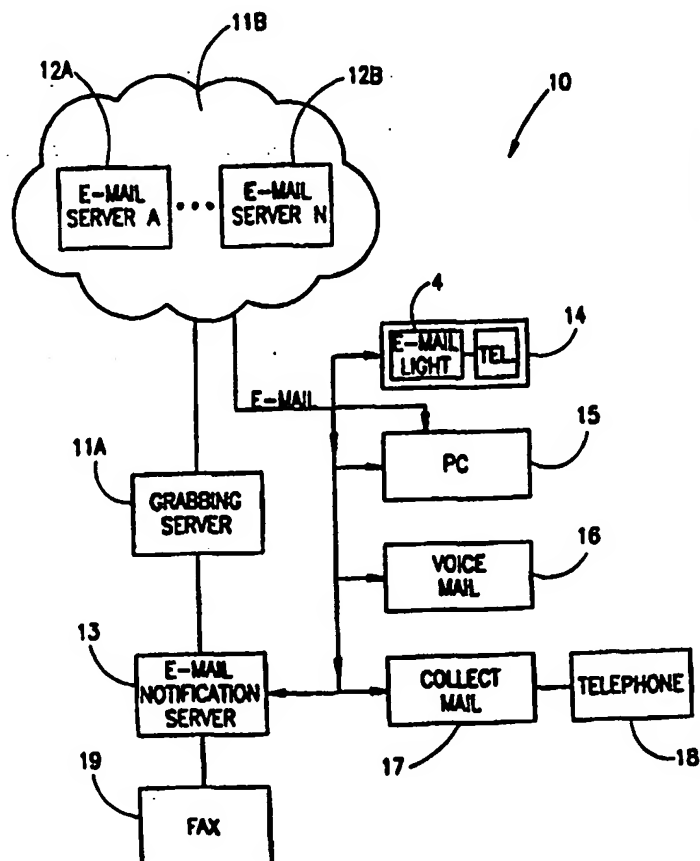 11B
12A
12B
10
E-MAIL
SERVER A
...
E-MAIL
SERVER N
4
E-MAIL
LIGHT
TEL.
14
E-MAIL
15
PC
11A
GRABBING
SERVER
16
VOICE
MAIL
13
E-MAIL
NOTIFICATION
SERVER
COLLECT
MAIL
TELEPHONE
17
18
19
FAX